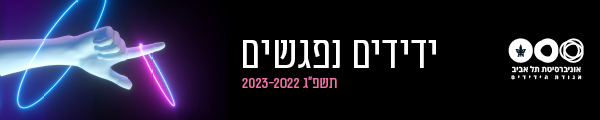 ידידים נפגשים
תשפ"ג 2023-2022
אוניברסיטת תל אביב
אגודת הידידים